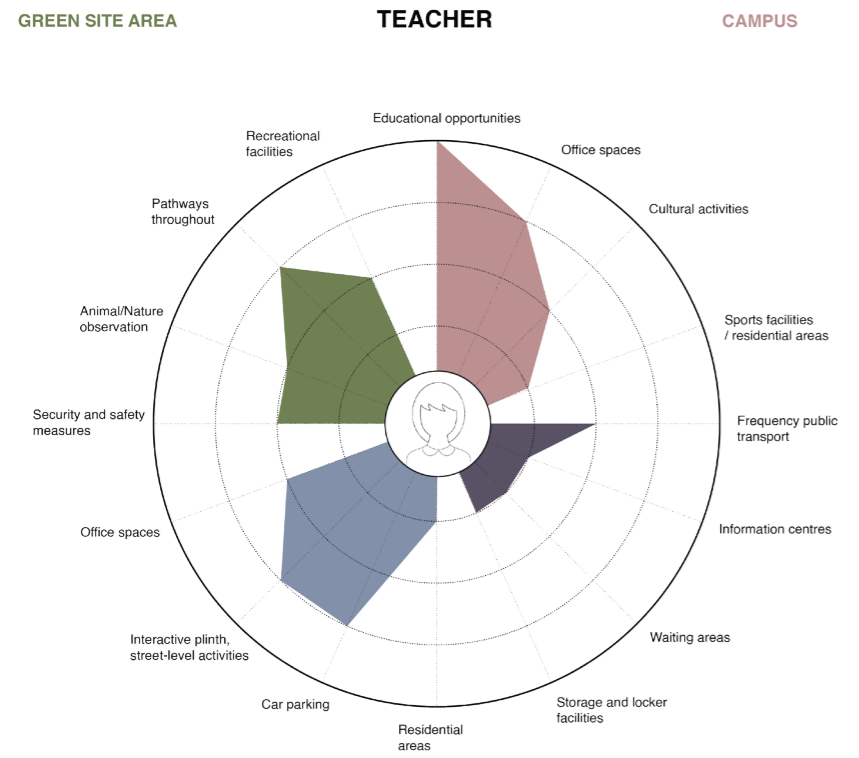 GREEN SITE AREA
TEACHER
CAMPUS
Educational opportunities
Recreational
facilities
Office spaces
Pathways
throughout
Cultural activities
Animal/Nature
observation
Sports facilities
/ residential areas
Security and safety
measures
Frequency public
transport
Office spaces
Information centres
Interactive plinth,
street-level activities
Waiting areas
Car parking
Storage and locker
facilities
Residential
areas